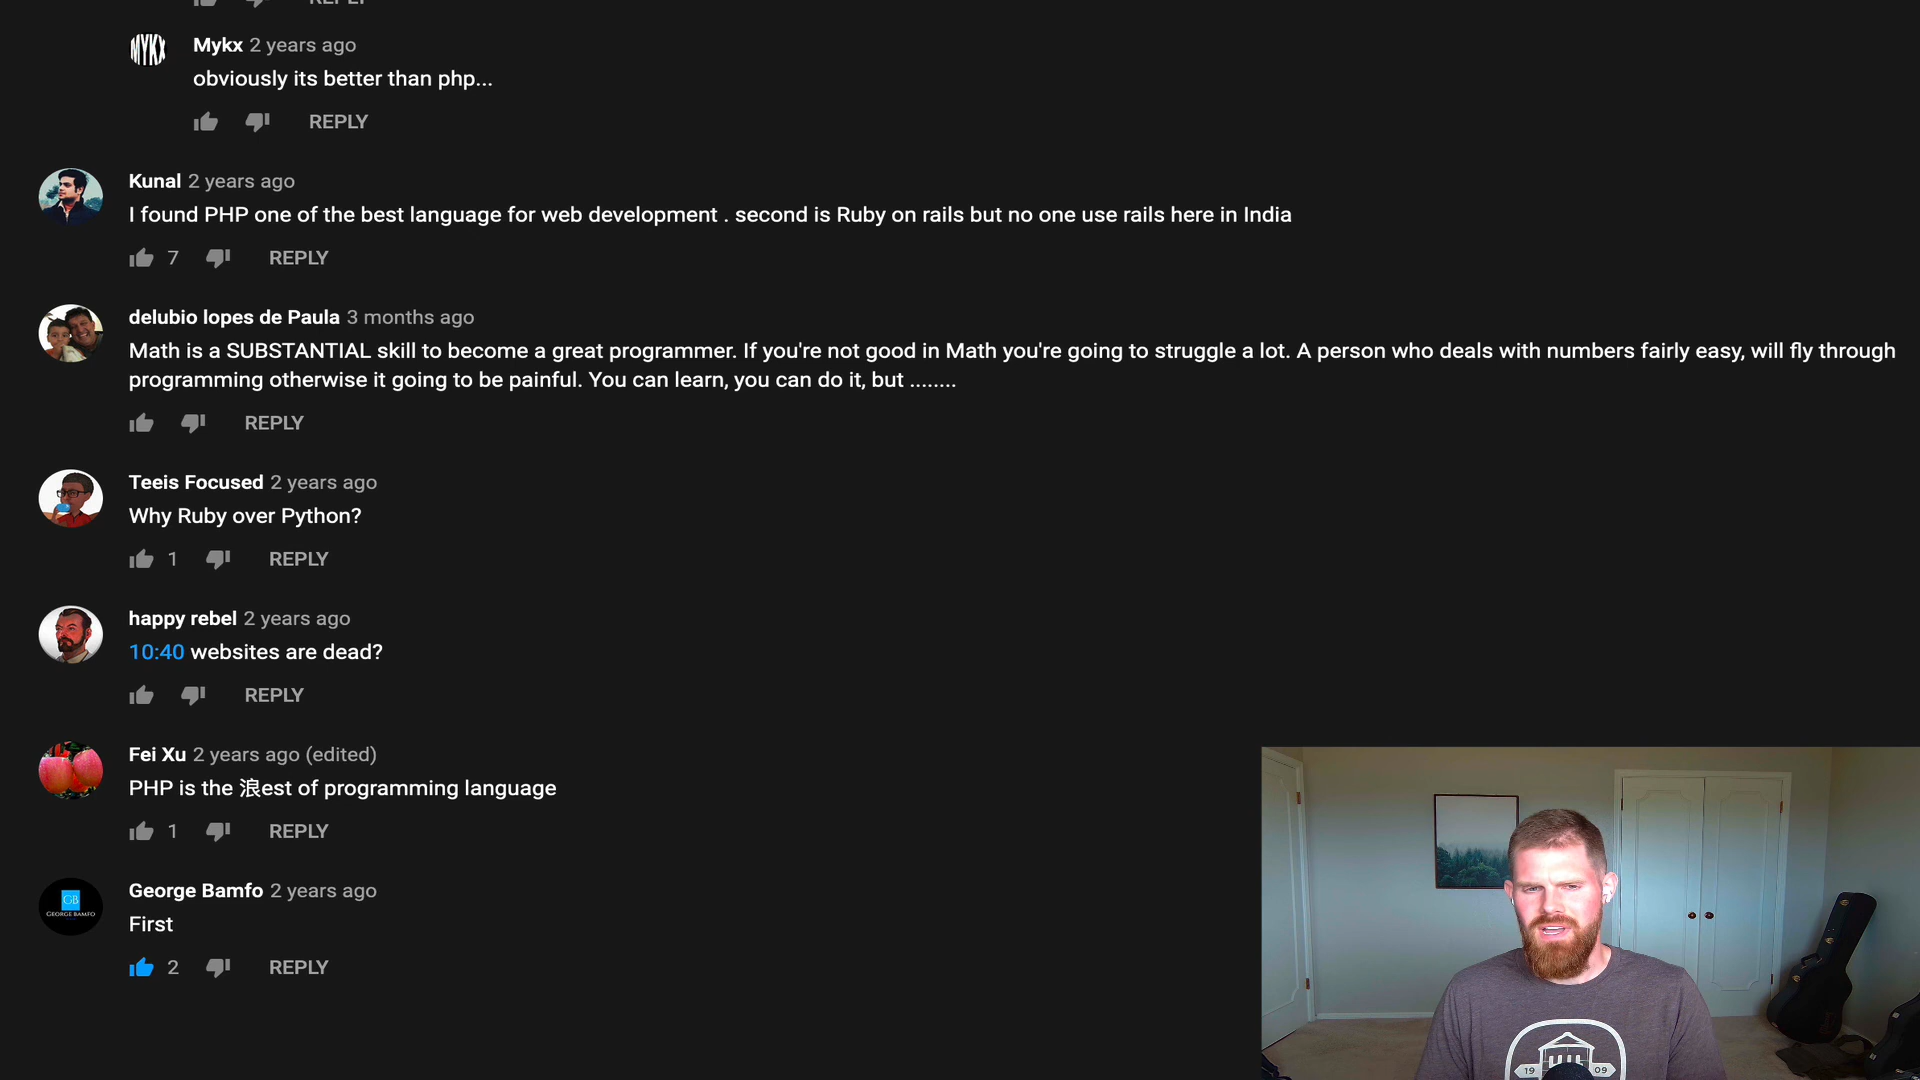 REPLY
MYKX
Mykx 2 years ago
obviously its better than php...
REPLY
Kunal 2 years ago
I found PHP one of the best language for web development . second is Ruby on rails but no one use rails here in India
7 REPLY
delubio lopes de Paula 3 months ago
Math is a SUBSTANTIAL skill to become a great programmer. If you're not good in Math you're going to struggle a lot. A person who deals with numbers fairly easy, will fly through
programming otherwise it going to be painful. You can learn, you can do it, but ........
REPLY
Teeis Focused 2 years ago
Why Ruby over Python?
1 REPLY
happy rebel 2 years ago
10:40 websites are dead?
REPLY
Fei Xu 2 years ago (edited)
PHP is the 浪est of programming language
1 REPLY
George Bamfo 2 years ago
GB
GEORGE BAMFO
First
2 REPLY
19 09